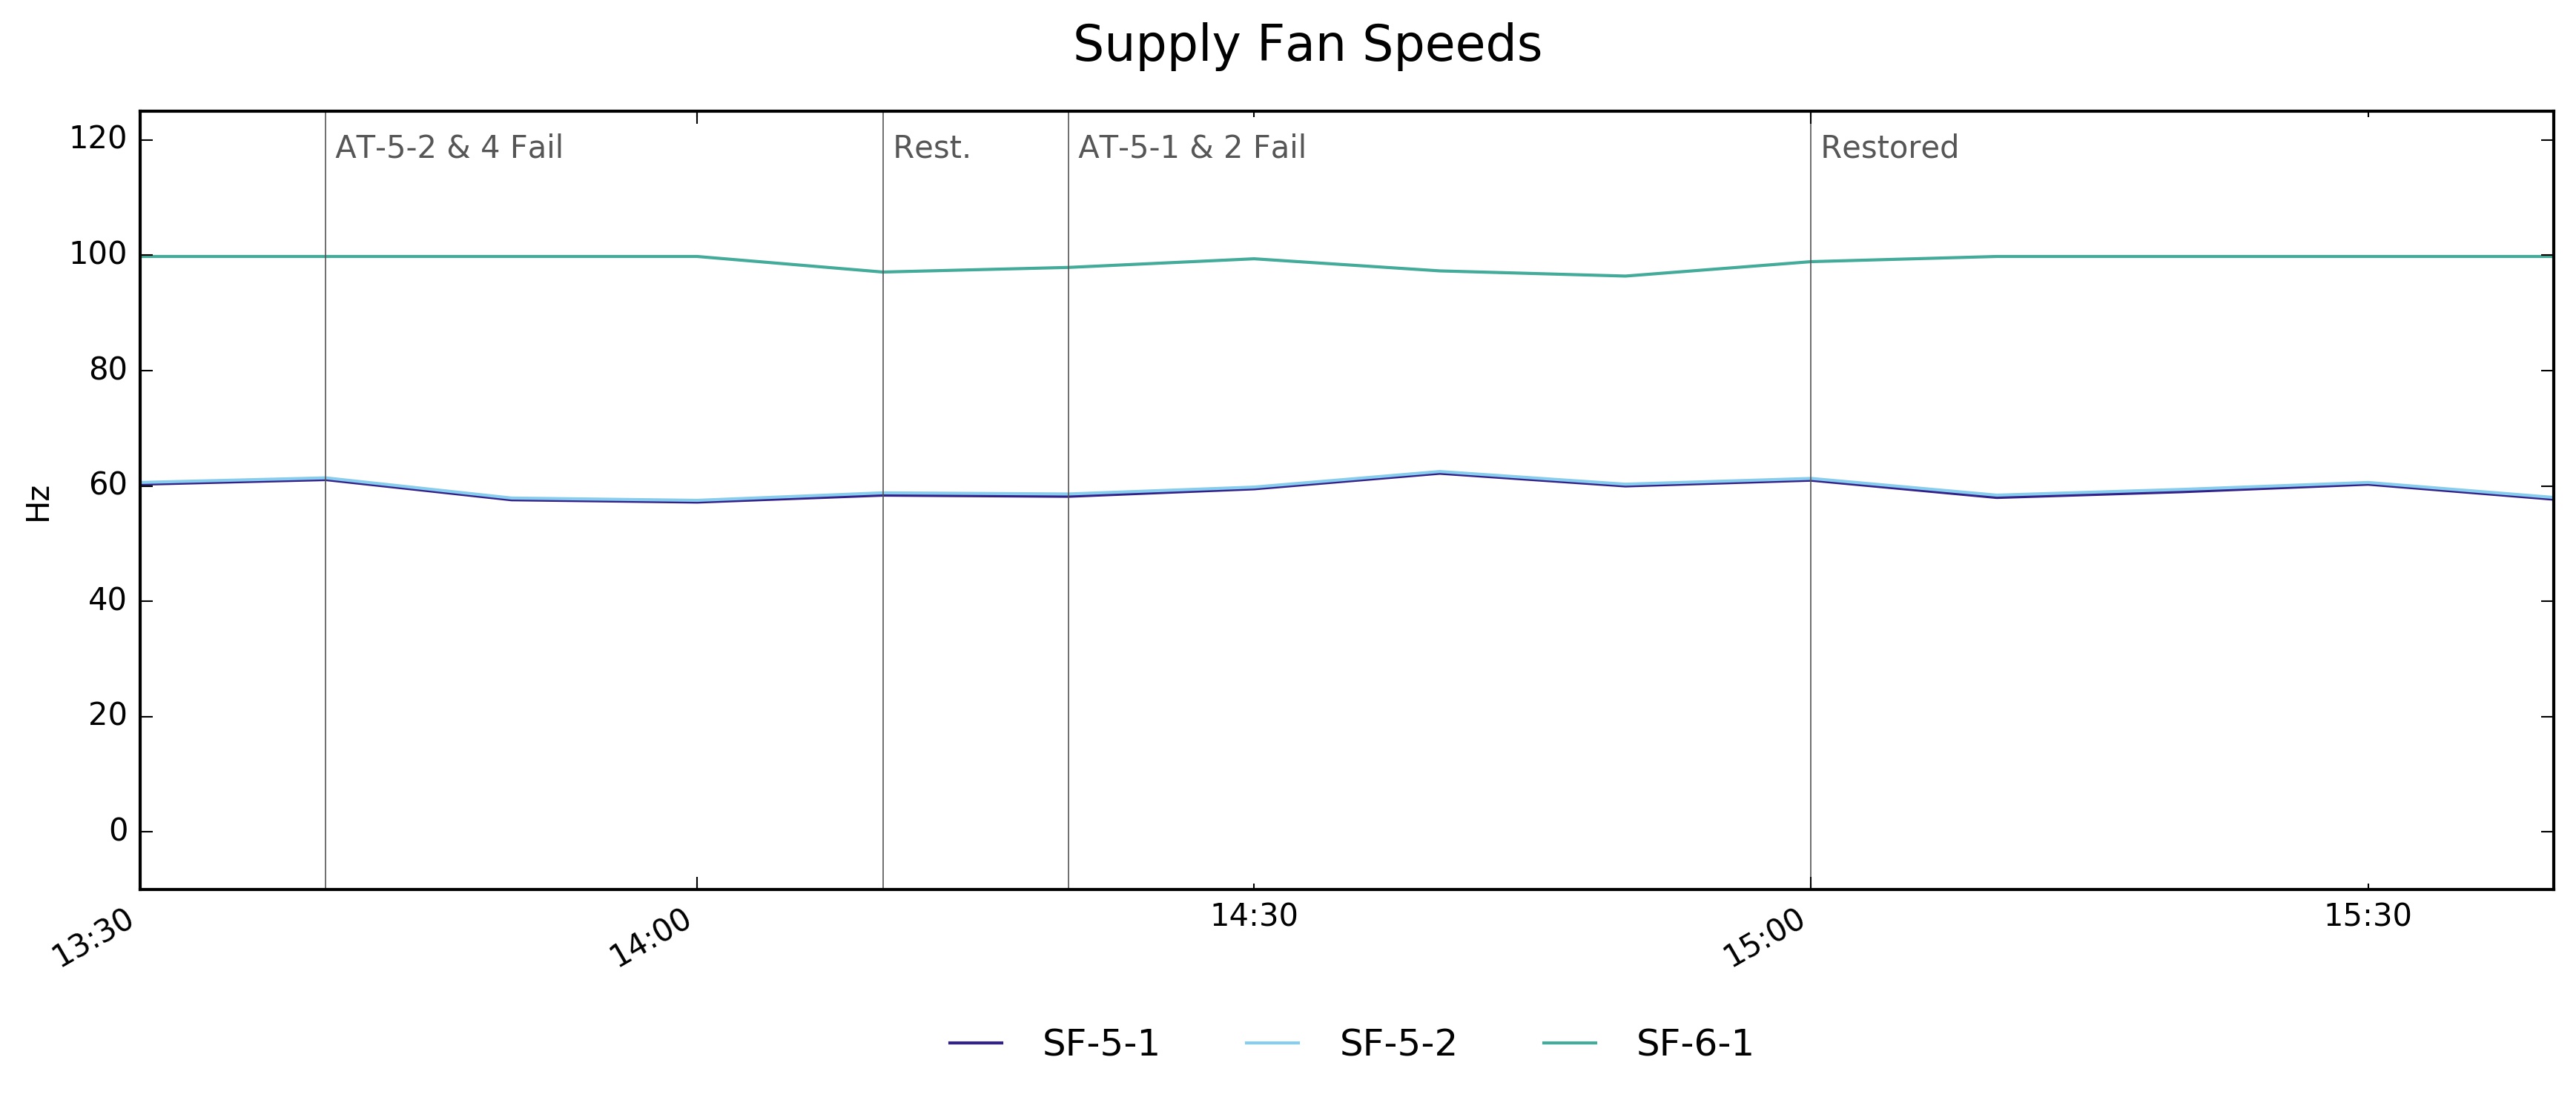 Supply Fan Speeds
120
100
80
60
40
20
0
Hz
AT-5-2 & 4 Fail
Rest.
AT-5-1 & 2 Fail
Restored
13:30
14:00
14:30
15:00
15:30
SF-5-1
SF-5-2
SF-6-1